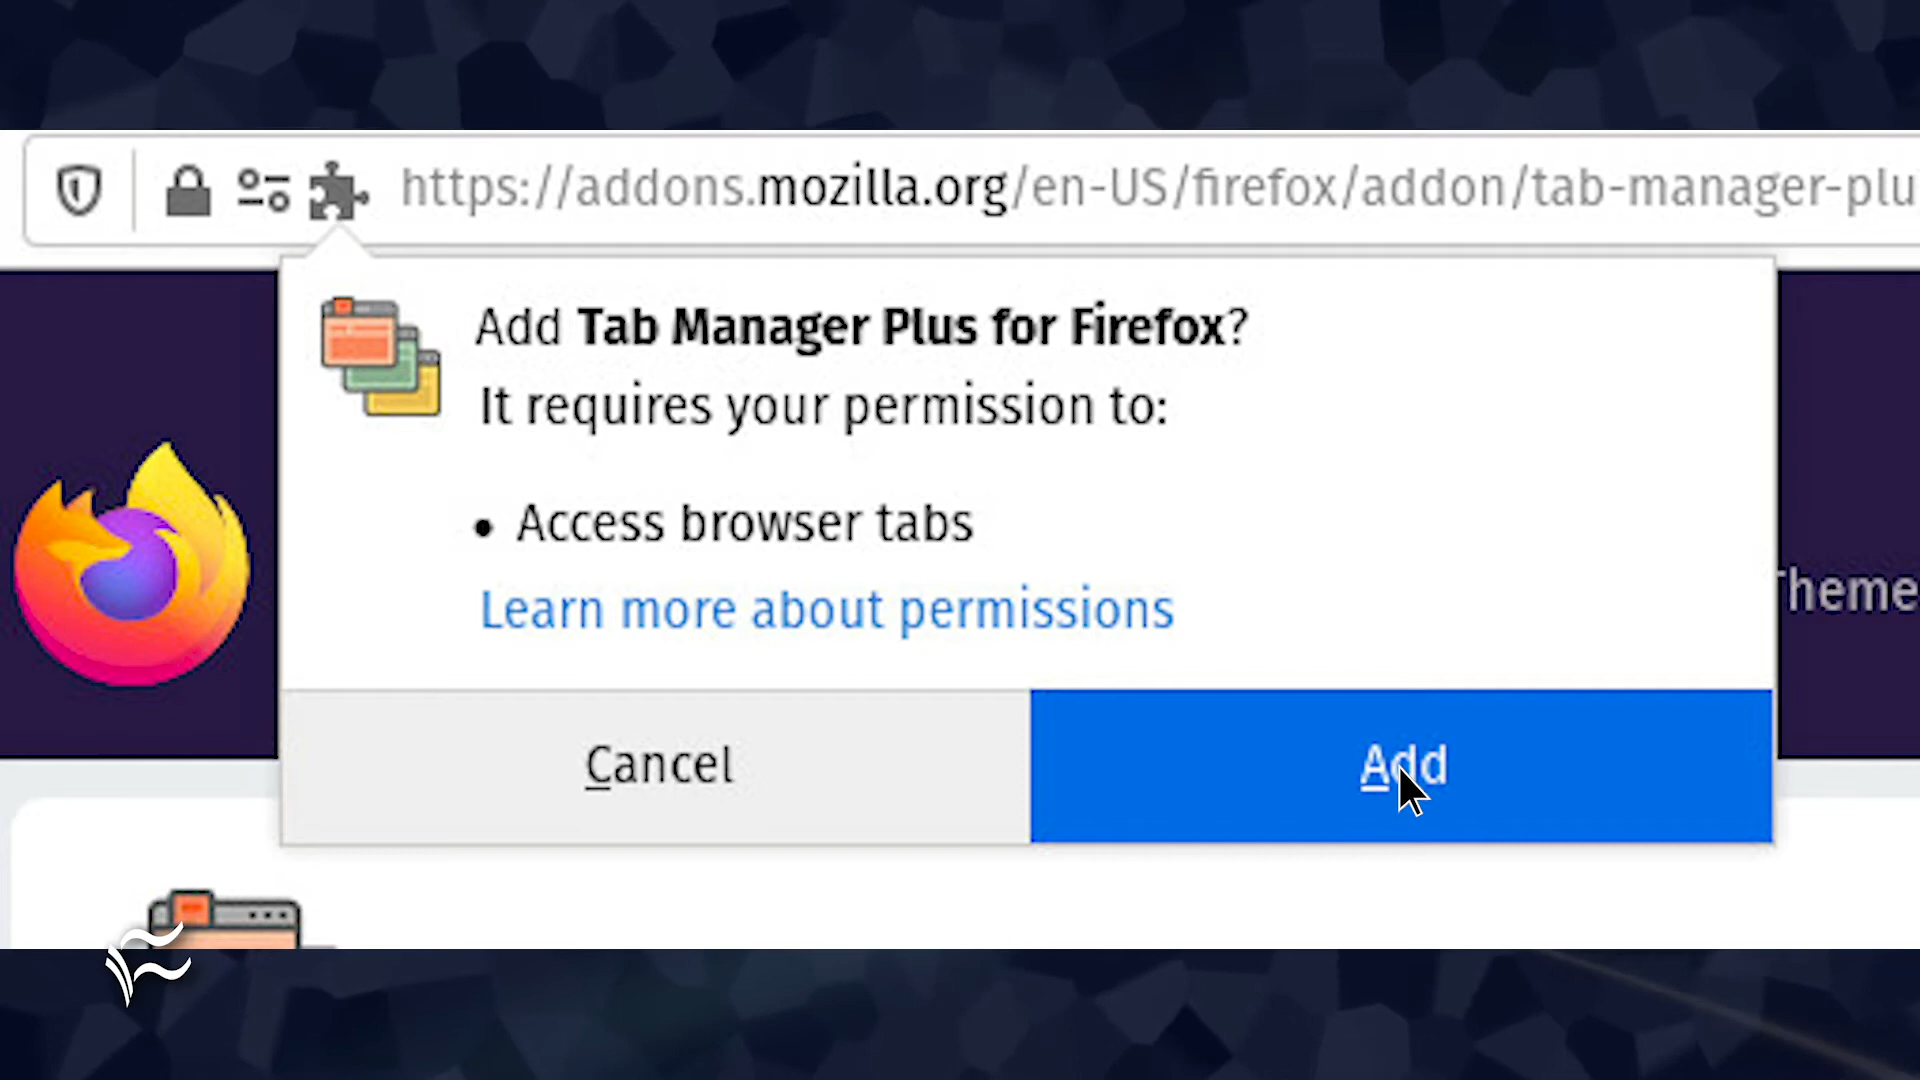 https://addons.mozilla.org/en-US/firefox/addon/tab-manager-plu
Add Tab Manager Plus for Firefox?
It requires your permission to:
• Access browser tabs
Learn more about permissions
Theme
Cancel
Add